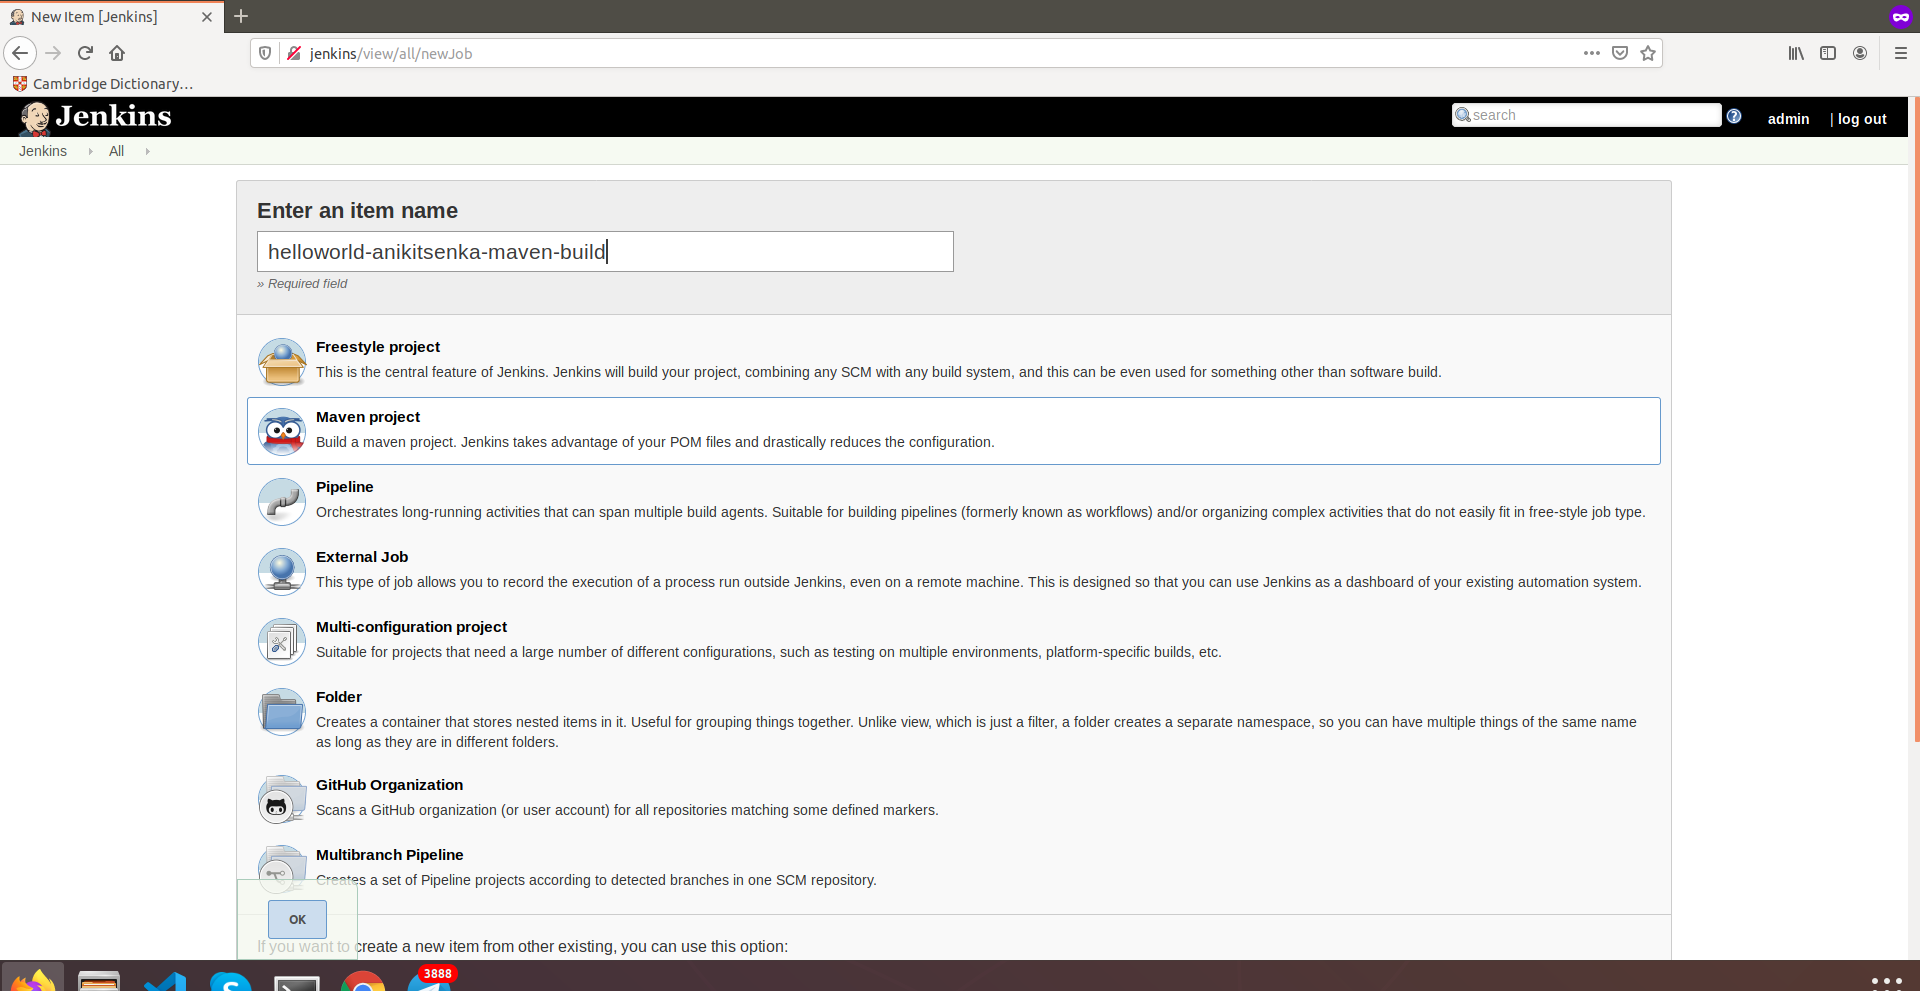 New Item [Jenkins]
jenkins/view/all/newJob
Cambridge Dictionary...
Jenkins
search
admin
| log out
Jenkins
All
Enter an item name
helloworld-anikitsenka-maven-build
» Required field
Freestyle project
This is the central feature of Jenkins. Jenkins will build your project, combining any SCM with any build system, and this can be even used for something other than software build.
Maven project
Build a maven project. Jenkins takes advantage of your POM files and drastically reduces the configuration.
Pipeline
Orchestrates long-running activities that can span multiple build agents. Suitable for building pipelines (formerly known as workflows) and/or organizing complex activities that do not easily fit in free-style job type.
External Job
This type of job allows you to record the execution of a process run outside Jenkins, even on a remote machine. This is designed so that you can use Jenkins as a dashboard of your existing automation system.
Multi-configuration project
Suitable for projects that need a large number of different configurations, such as testing on multiple environments, platform-specific builds, etc.
Folder
Creates a container that stores nested items in it. Useful for grouping things together. Unlike view, which is just a filter, a folder creates a separate namespace, so you can have multiple things of the same name
as long as they are in different folders.
GitHub Organization
Scans a GitHub organization (or user account) for all repositories matching some defined markers.
Multibranch Pipeline
Creates a set of Pipeline projects according to detected branches in one SCM repository.
OK
If you want to create a new item from other existing, you can use this option:
3888